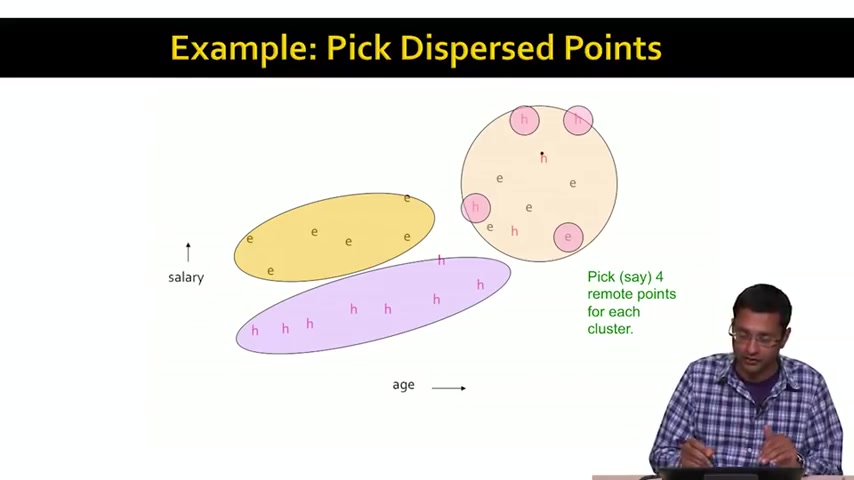 Example: Pick Dispersed Points
h h
h
e e
h e
e h e
e
e e e e
e
h
h
h h h h h h
salary
Pick (say) 4
remote points
for each
cluster.
age